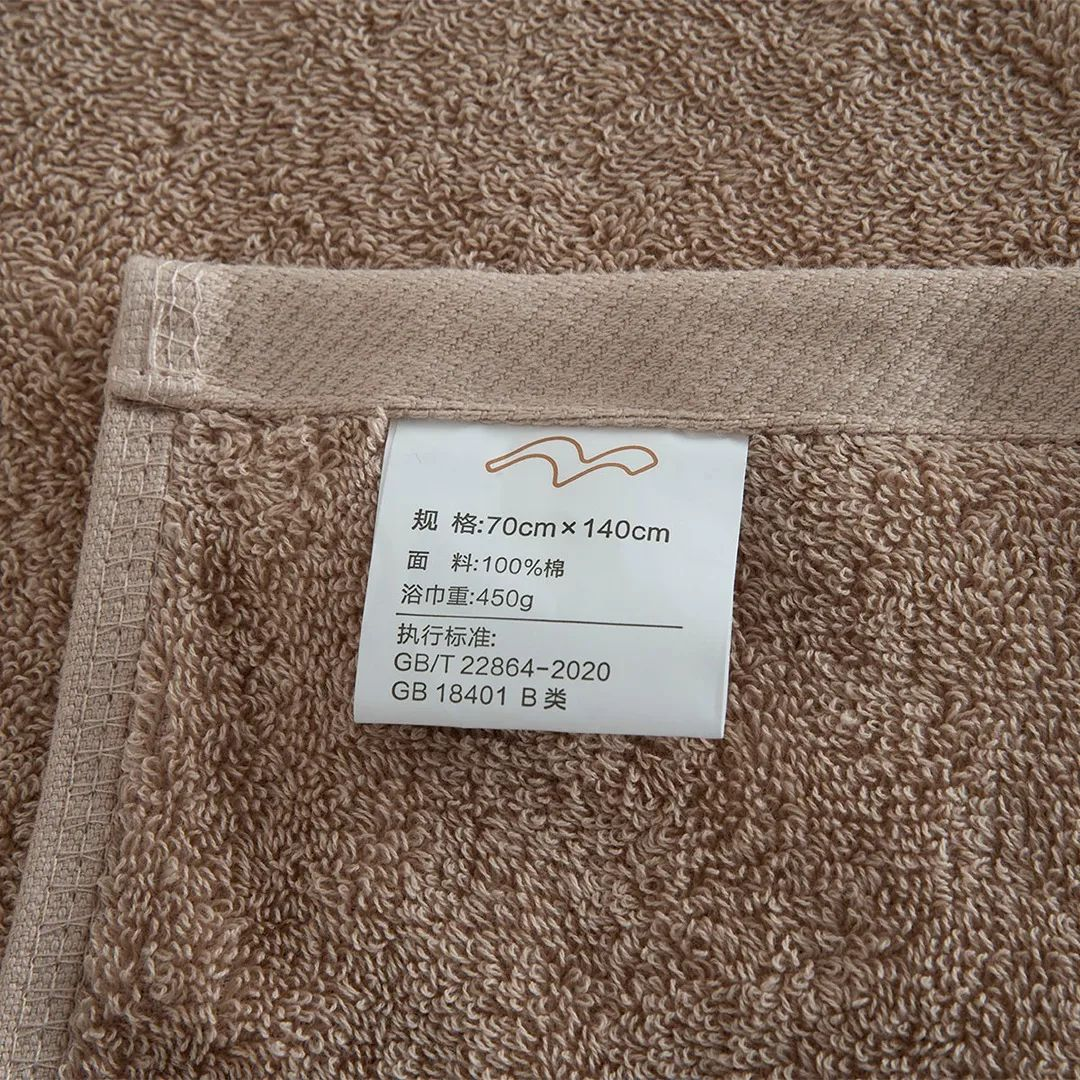 规 格:70cm×140cm
面 料:100%棉
浴巾重:450g
执行标准:
GB/T 22864-2020
GB 18401 B 类